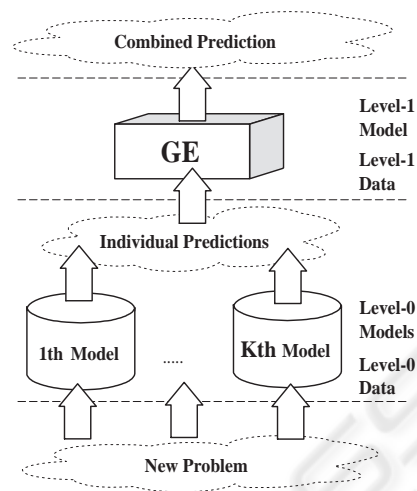 Combined Prediction
Level-1
Model
GE
Level-1
Data
Individual Predictions
Level-0
Models
1th Model
.....
Kth Model
Level-0
Data
New Problem